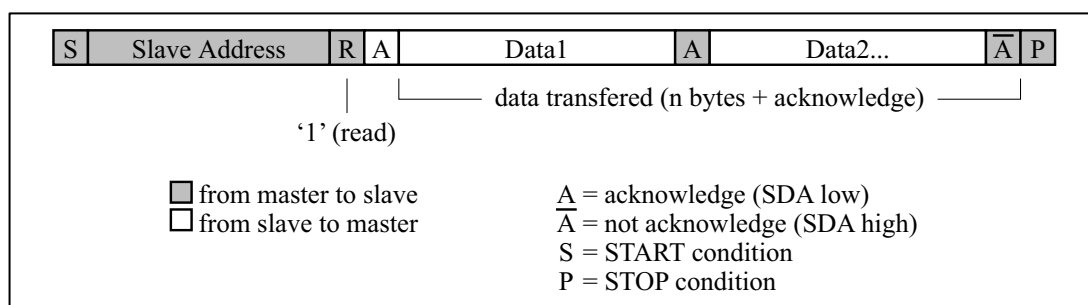 S Slave Address R A Data1 A Data2... A̅ P
data transfered (n bytes + acknowledge)
‘1’ (read)
from master to slave
from slave to master
A = acknowledge (SDA low)
A̅ = not acknowledge (SDA high)
S = START condition
P = STOP condition